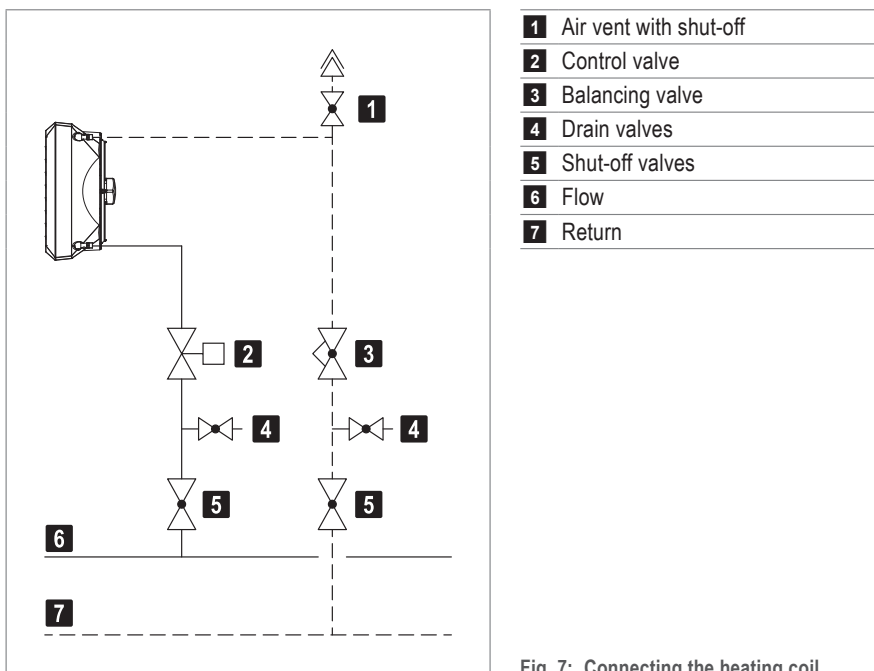 1
2
3
4
4
5
5
6
7
1 Air vent with shut-off
2 Control valve
3 Balancing valve
4 Drain valves
5 Shut-off valves
6 Flow
7 Return
Fig. 7: Connecting the heating coil